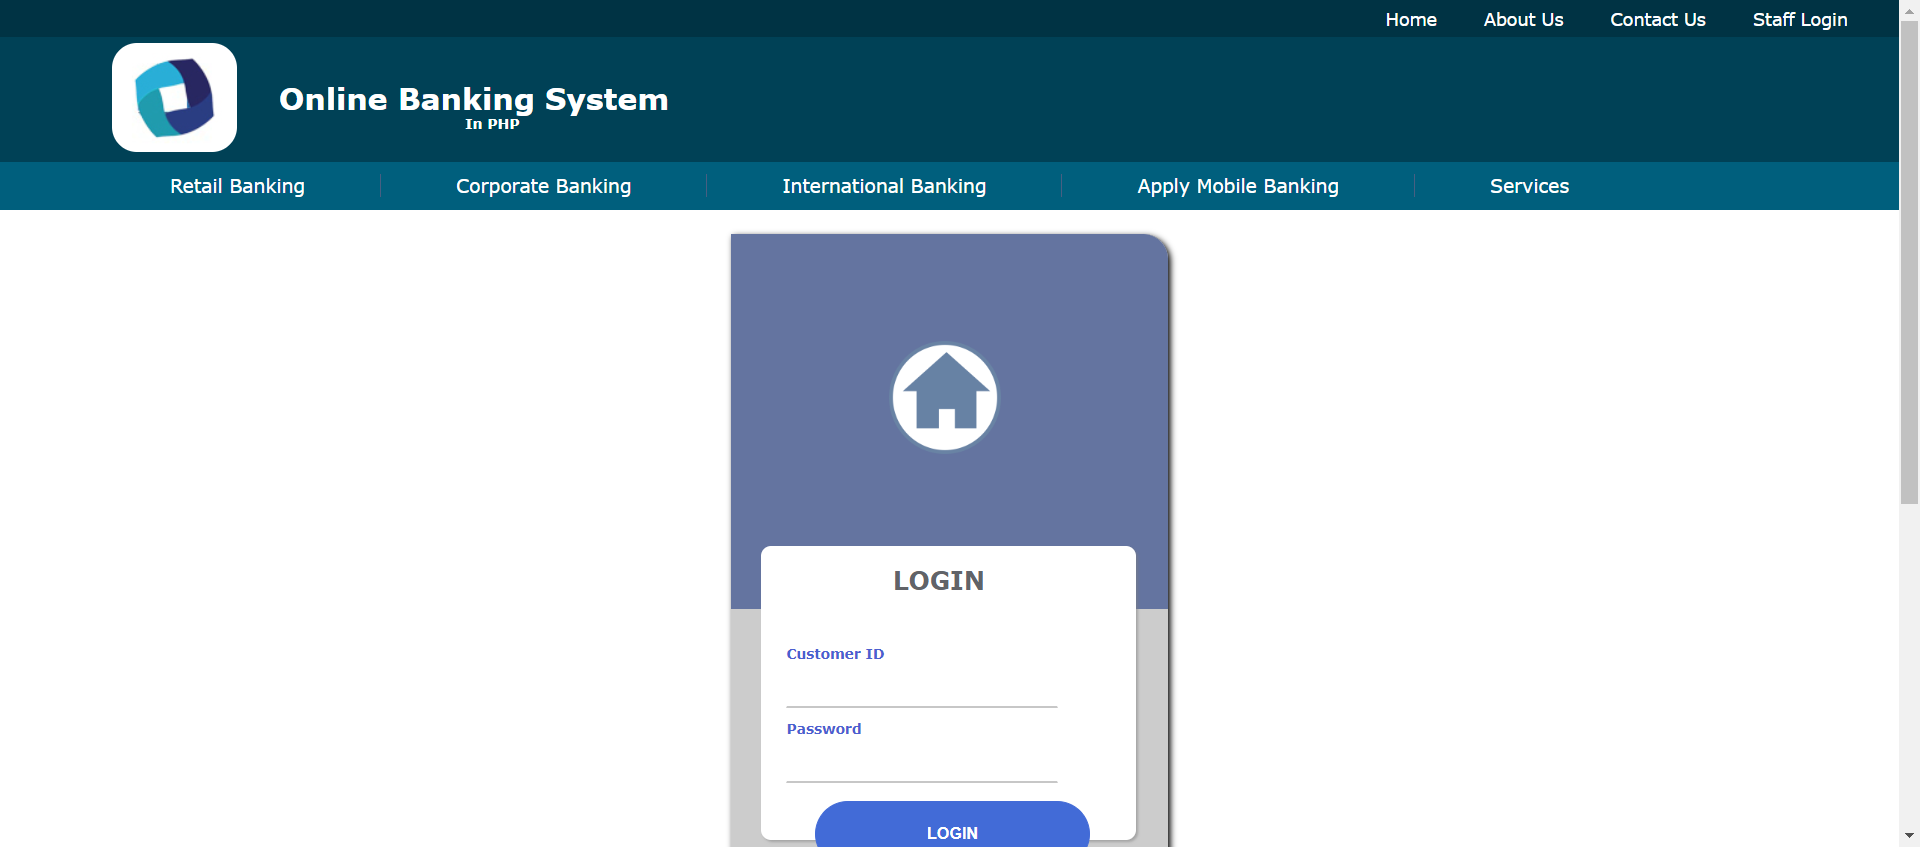 Home About Us Contact Us Staff Login
Online Banking System
In PHP
Retail Banking Corporate Banking International Banking Apply Mobile Banking Services
LOGIN
Customer ID
Password
LOGIN